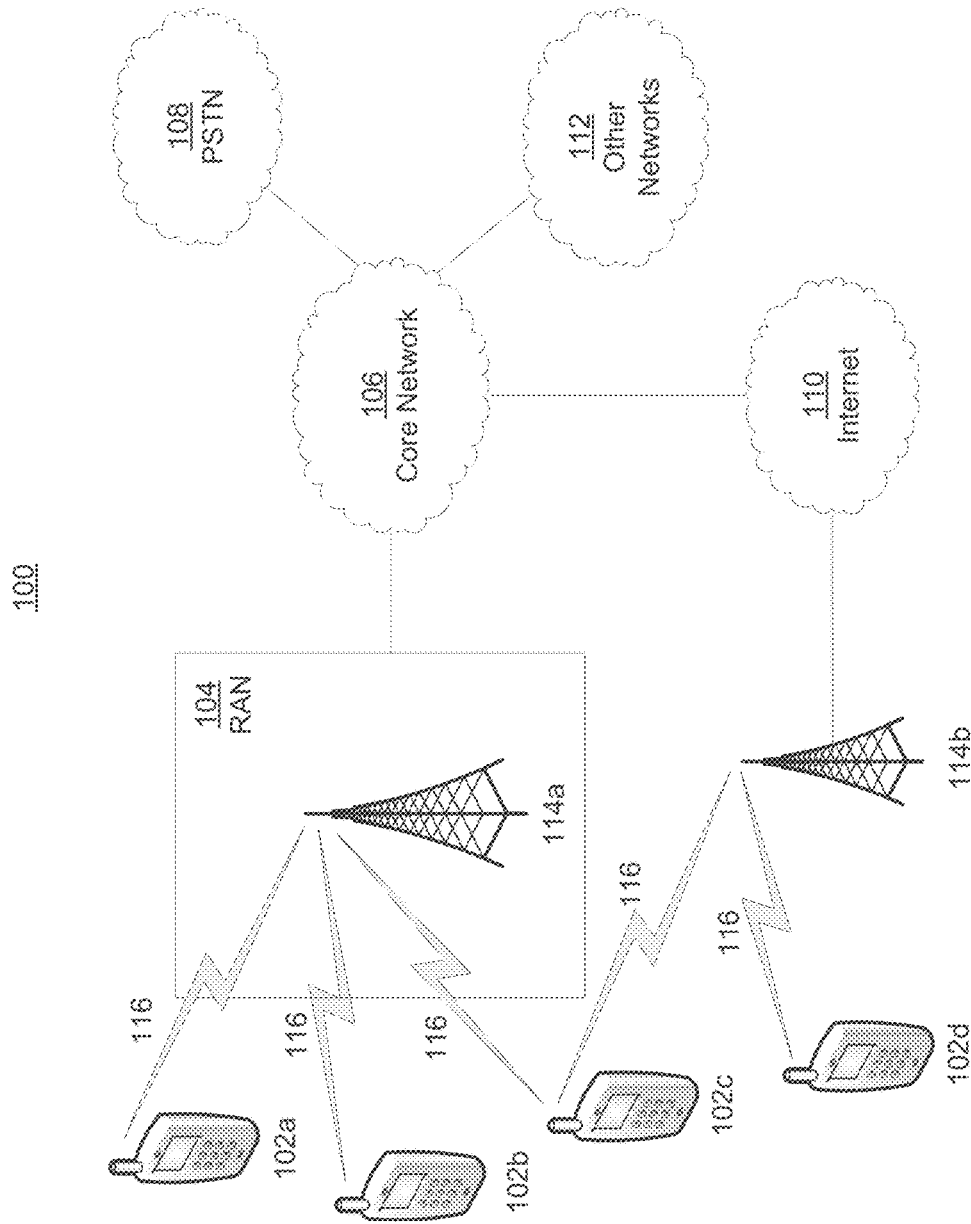 100
108
PSTN
106
Core Network
112
Other
Networks
104
RAN
110
Internet
114a
114b
116
116
116
116
116
102a
102b
102c
102d